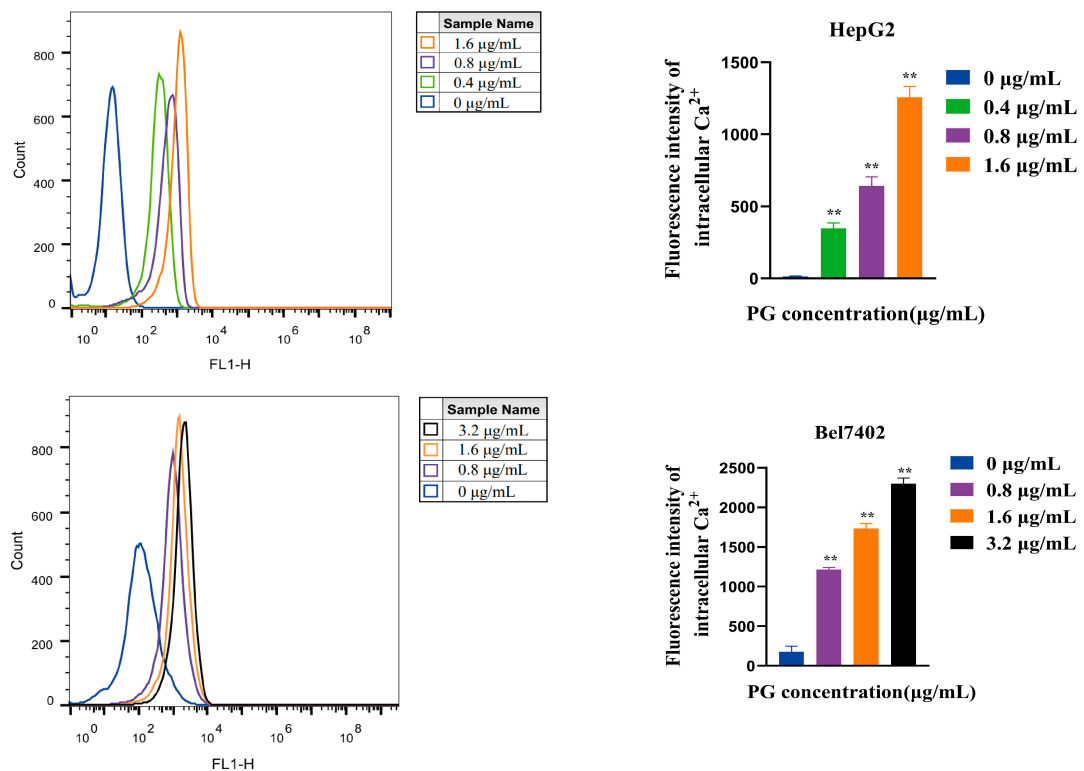 Sample Name
1.6 µg/mL
0.8 µg/mL
0.4 µg/mL
0 µg/mL
Count
800
600
400
200
0
10^0 10^2 10^4 10^6 10^8
FL1-H
HepG2
Fluorescence intensity of
intracellular Ca²⁺
1500
1000
500
0
** ** **
0 µg/mL
0.4 µg/mL
0.8 µg/mL
1.6 µg/mL
PG concentration(µg/mL)
Sample Name
3.2 µg/mL
1.6 µg/mL
0.8 µg/mL
0 µg/mL
Count
800
600
400
200
0
10^0 10^2 10^4 10^6 10^8
FL1-H
Bel7402
Fluorescence intensity of
intracellular Ca²⁺
2500
2000
1500
1000
500
0
** ** **
0 µg/mL
0.8 µg/mL
1.6 µg/mL
3.2 µg/mL
PG concentration(µg/mL)